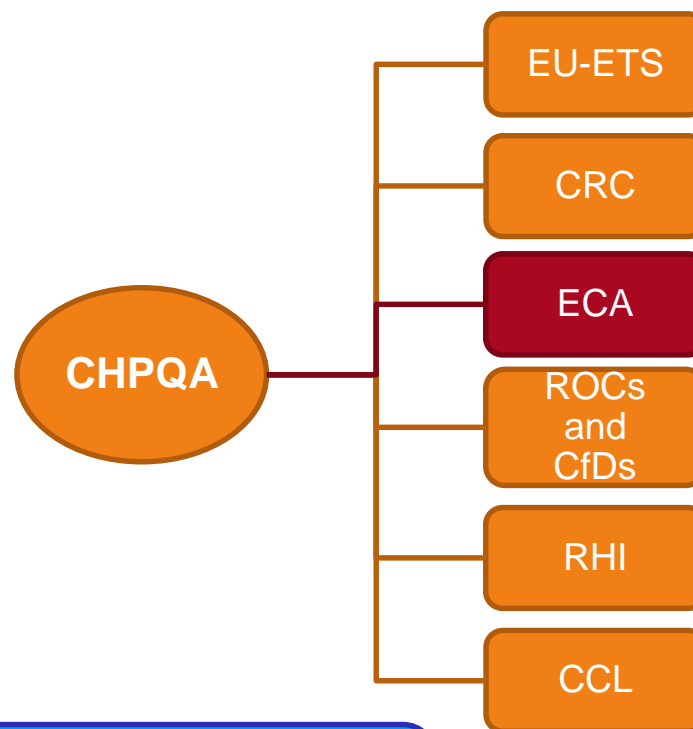 EU-ETS
CRC
ECA
CHPQA
ROCs
and
CfDs
RHI
CCL